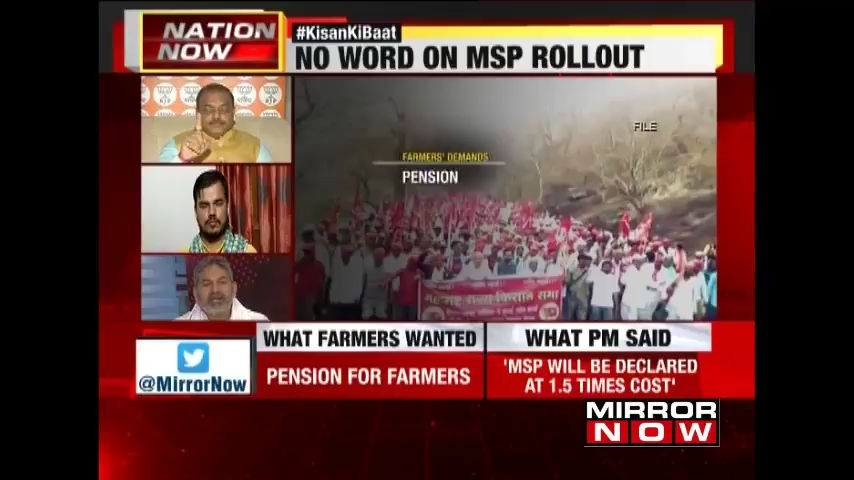 NATION
NOW
#KisanKiBaat
NO WORD ON MSP ROLLOUT
FILE
FARMERS' DEMANDS
PENSION
WHAT FARMERS WANTED
PENSION FOR FARMERS
WHAT PM SAID
'MSP WILL BE DECLARED
AT 1.5 TIMES COST'
@MirrorNow
MIRROR
NOW